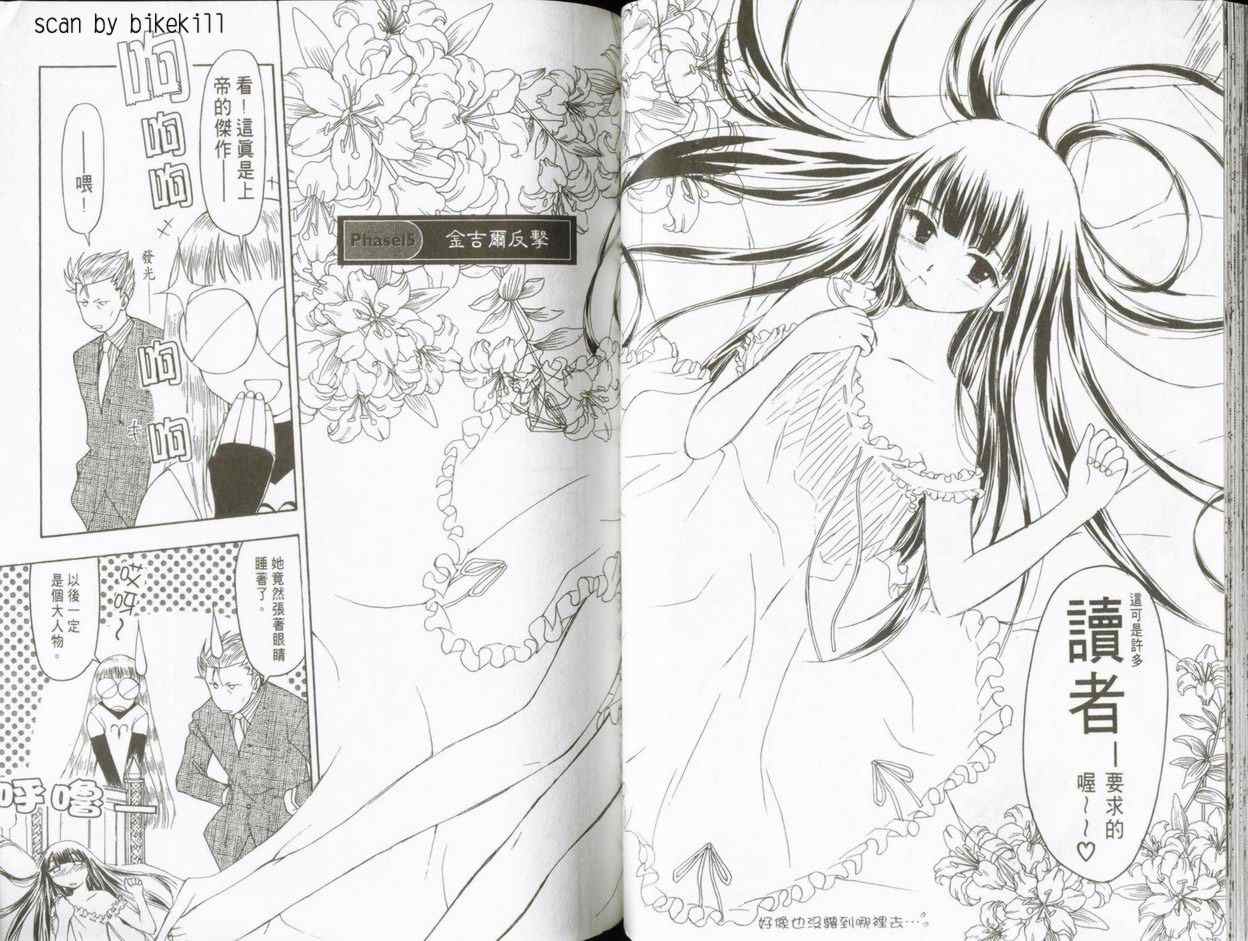 scan by bikekill
這可是許多
讀者
—要求的
喔~~♡
好像也沒露到哪裡去…。
Phase15
金吉爾反擊
看！這眞是上
帝的傑作——
——喂！
呴呴呴
發光
呴呴
她竟然張著眼睛
睡著了。
哎呀~
以後一定
是個大人物。
呼嚕—